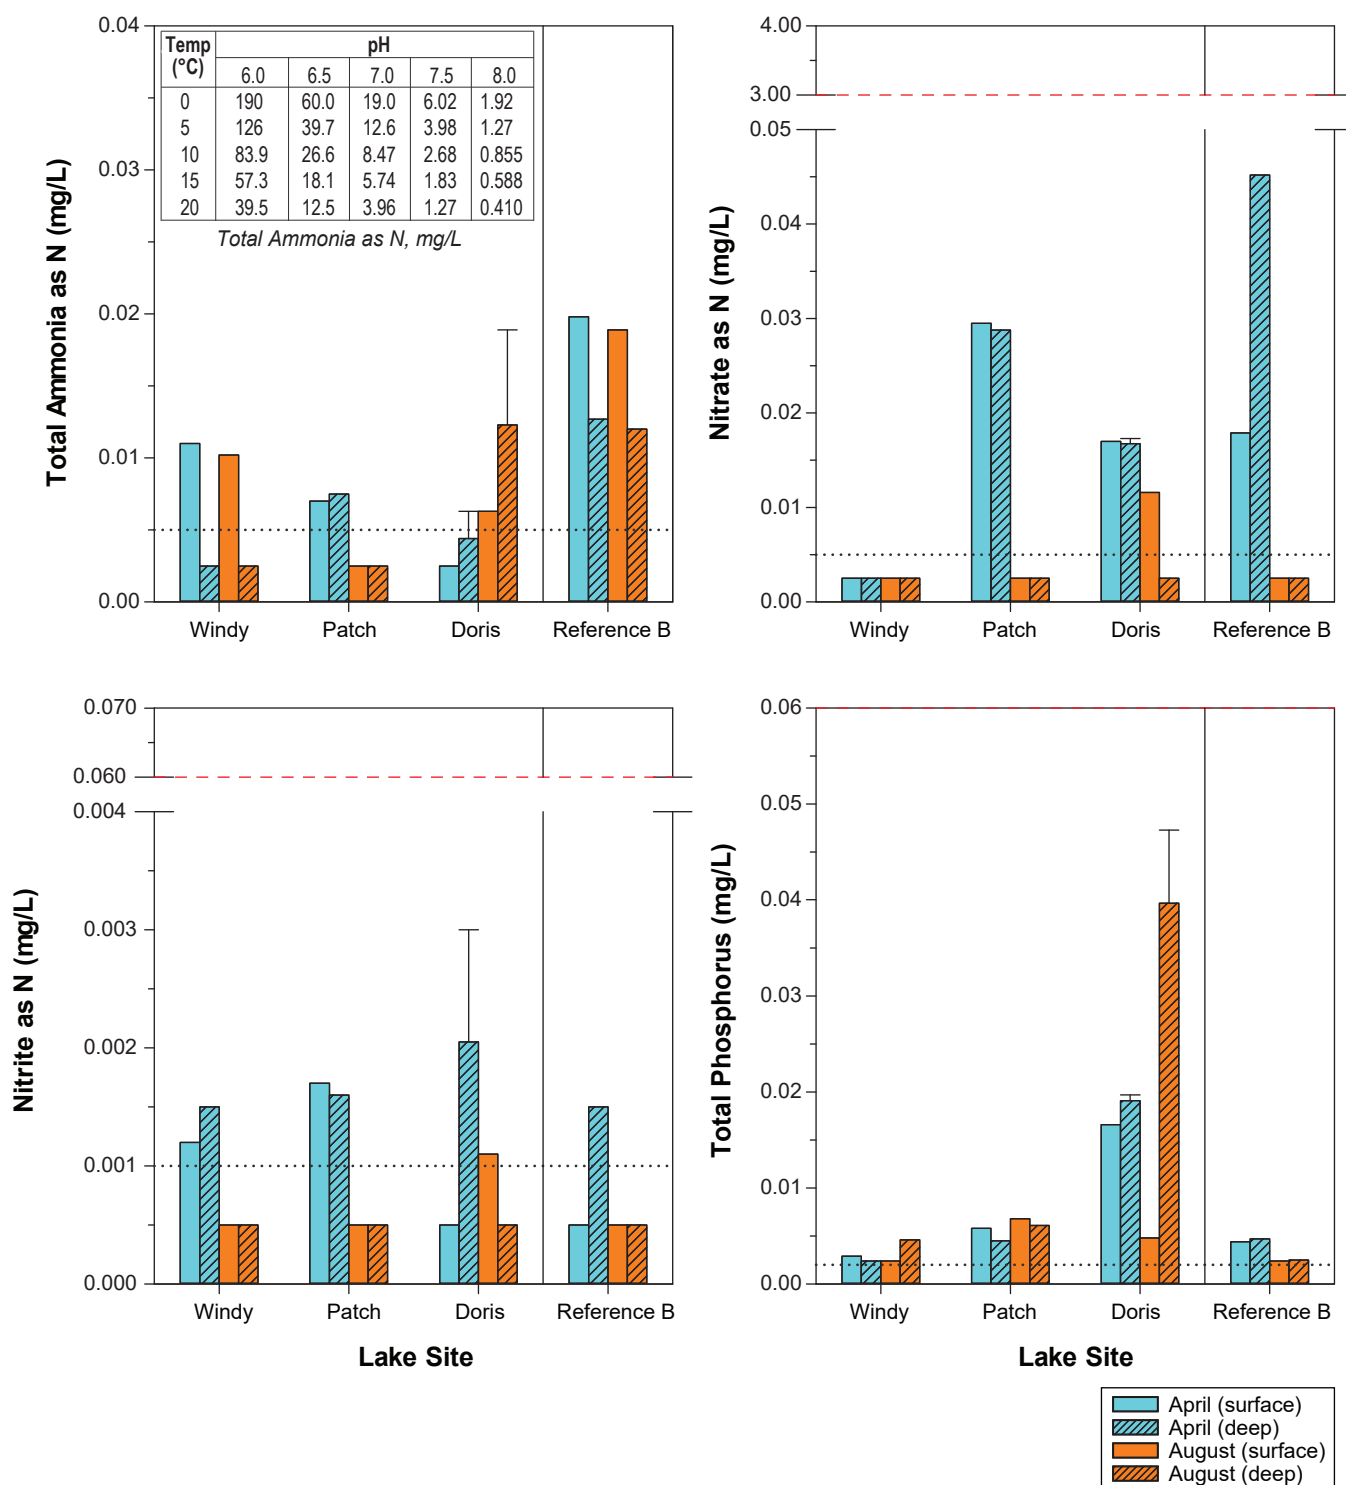 Total Ammonia as N (mg/L)
0.04
0.03
0.02
0.01
0.00
Temp (°C) pH
6.0 6.5 7.0 7.5 8.0
0 190 60.0 19.0 6.02 1.92
5 126 39.7 12.6 3.98 1.27
10 83.9 26.6 8.47 2.68 0.855
15 57.3 18.1 5.74 1.83 0.588
20 39.5 12.5 3.96 1.27 0.410
Total Ammonia as N, mg/L
Windy Patch Doris Reference B
Nitrate as N (mg/L)
4.00
3.00
0.05
0.04
0.03
0.02
0.01
0.00
Windy Patch Doris Reference B
Nitrite as N (mg/L)
0.070
0.060
0.004
0.003
0.002
0.001
0.000
Windy Patch Doris Reference B
Lake Site
Total Phosphorus (mg/L)
0.06
0.05
0.04
0.03
0.02
0.01
0.00
Windy Patch Doris Reference B
Lake Site
April (surface)
April (deep)
August (surface)
August (deep)